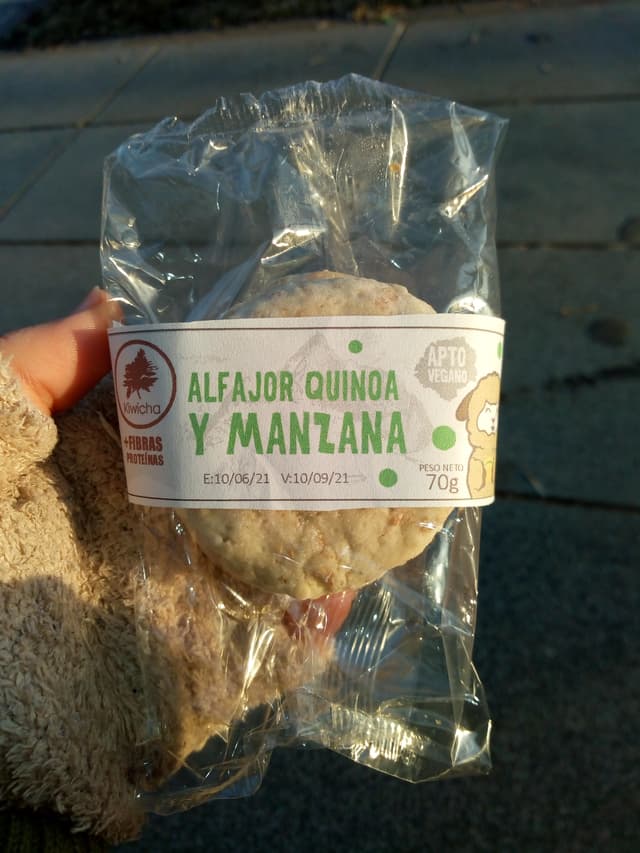 Kiwicha
+FIBRAS
PROTEÍNAS
ALFAJOR QUINOA
Y MANZANA
E:10/06/21 V:10/09/21
APTO
VEGANO
PESO NETO
70g